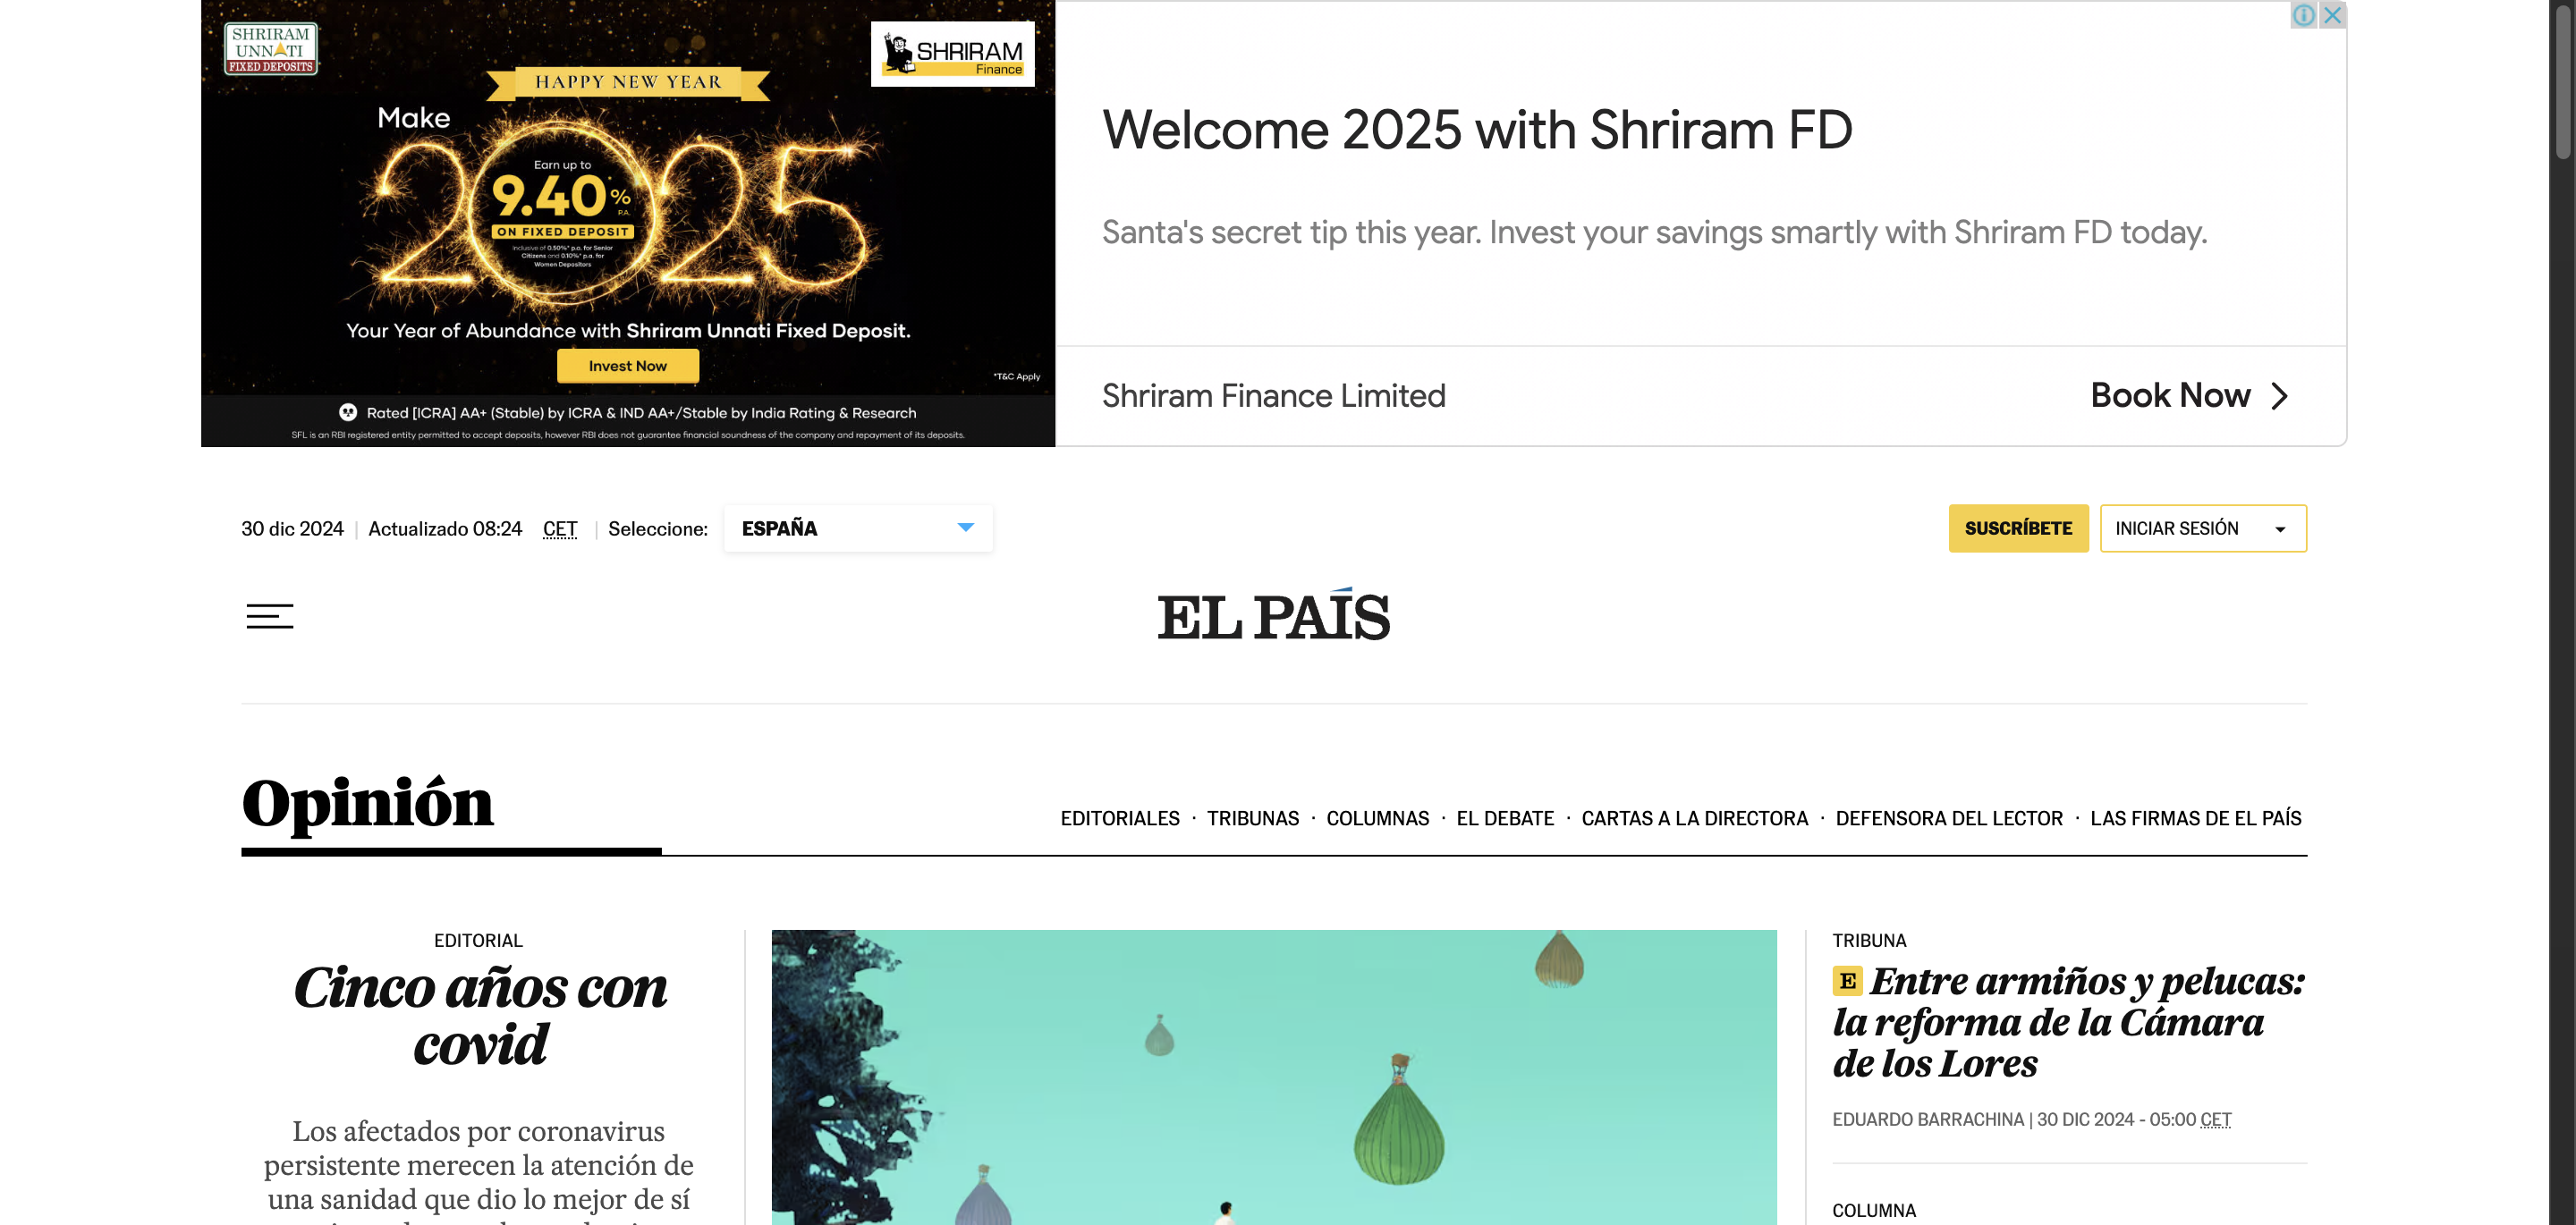 SHRIRAM
UNNATI
FIXED DEPOSITS
SHRIRAM
Finance
HAPPY NEW YEAR
Make
2025
Earn up to
9.40*%
P.A.
ON FIXED DEPOSIT
Inclusive of 0.50%* p.a. for Senior
Citizens and 0.10%* p.a. for
Women Depositors
Your Year of Abundance with Shriram Unnati Fixed Deposit.
Invest Now
*T&C Apply
Rated [ICRA] AA+ (Stable) by ICRA & IND AA+/Stable by India Rating & Research
SFL is an RBI registered entity permitted to accept deposits, however RBI does not guarantee financial soundness of the company and repayment of its deposits.
Welcome 2025 with Shriram FD
Santa's secret tip this year. Invest your savings smartly with Shriram FD today.
Shriram Finance Limited
Book Now
30 dic 2024 | Actualizado 08:24 CET | Seleccione: ESPAÑA
SUSCRÍBETE
INICIAR SESIÓN
EL PAÍS
Opinión
EDITORIALES · TRIBUNAS · COLUMNAS · EL DEBATE · CARTAS A LA DIRECTORA · DEFENSORA DEL LECTOR · LAS FIRMAS DE EL PAÍS
EDITORIAL
Cinco años con
covid
Los afectados por coronavirus
persistente merecen la atención de
una sanidad que dio lo mejor de sí
TRIBUNA
E Entre armiños y pelucas:
la reforma de la Cámara
de los Lores
EDUARDO BARRACHINA | 30 DIC 2024 - 05:00 CET
COLUMNA